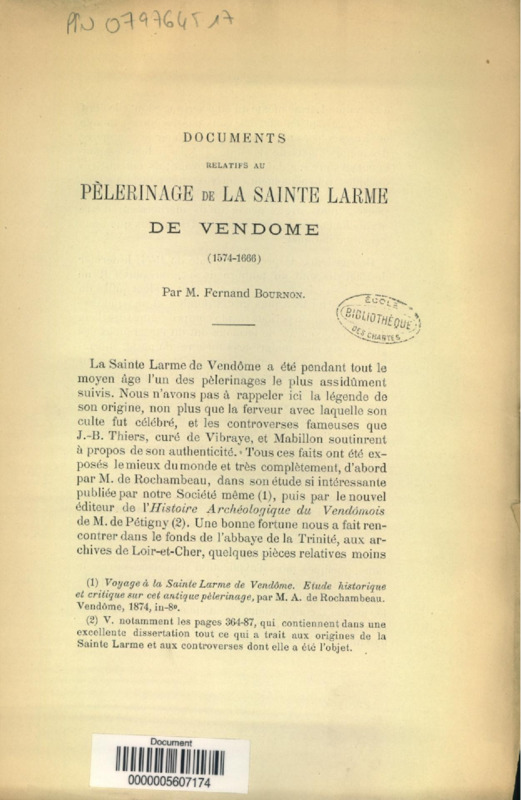 PPN 0797645 17
DOCUMENTS
RELATIFS AU
PÈLERINAGE DE LA SAINTE LARME
DE VENDOME
(1574-1666)
Par M. Fernand BOURNON.
ÉCOLE
BIBLIOTHÈQUE
DES CHARTES
La Sainte Larme de Vendôme a été pendant tout le
moyen âge l'un des pèlerinages le plus assidûment
suivis. Nous n'avons pas à rappeler ici la légende de
son origine, non plus que la ferveur avec laquelle son
culte fut célébré, et les controverses fameuses que
J.-B. Thiers, curé de Vibraye, et Mabillon soutinrent
à propos de son authenticité. Tous ces faits ont été ex-
posés le mieux du monde et très complètement, d'abord
par M. de Rochambeau, dans son étude si intéressante
publiée par notre Société même (1), puis par le nouvel
éditeur de l'Histoire Archéologique du Vendômois
de M. de Pétigny (2). Une bonne fortune nous a fait ren-
contrer dans le fonds de l'abbaye de la Trinité, aux ar-
chives de Loir-et-Cher, quelques pièces relatives moins
(1) Voyage à la Sainte Larme de Vendôme. Etude historique
et critique sur cet antique pèlerinage, par M. A. de Rochambeau.
Vendôme, 1874, in-8º.
(2) V. notamment les pages 364-87, qui contiennent dans une
excellente dissertation tout ce qui a trait aux origines de la
Sainte Larme et aux controverses dont elle a été l'objet.
Document
0000005607174